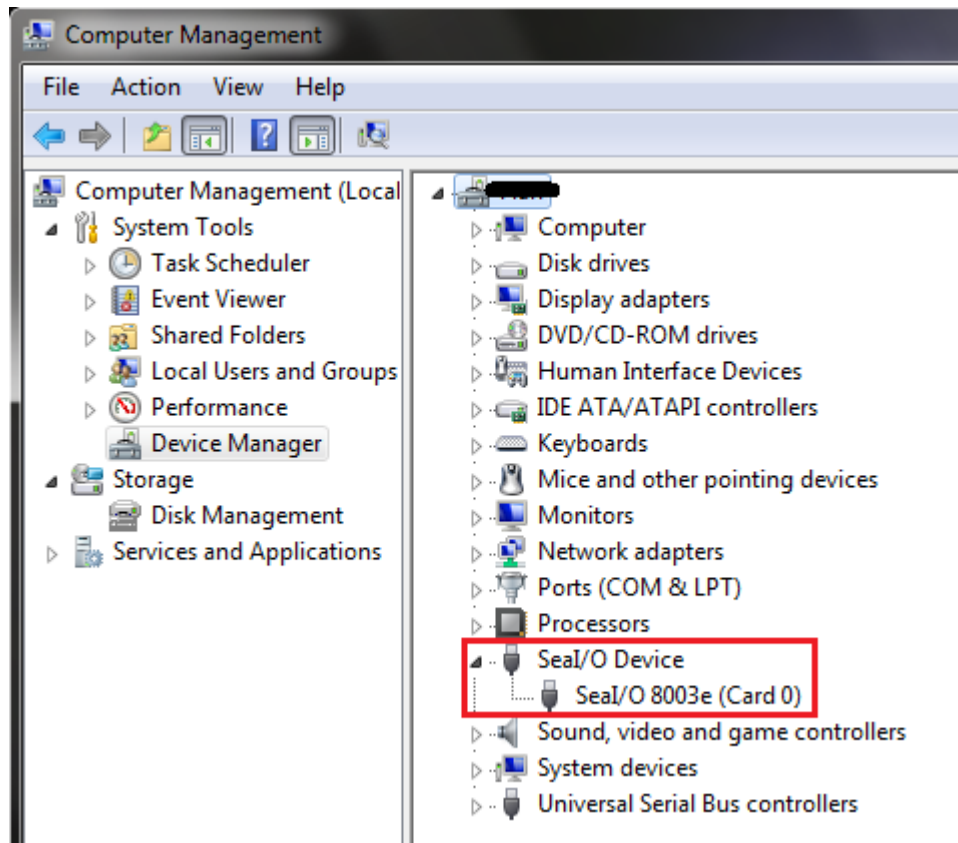 Computer Management
File Action View Help
Computer Management (Local
System Tools
Task Scheduler
Event Viewer
Shared Folders
Local Users and Groups
Performance
Device Manager
Storage
Disk Management
Services and Applications
Computer
Disk drives
Display adapters
DVD/CD-ROM drives
Human Interface Devices
IDE ATA/ATAPI controllers
Keyboards
Mice and other pointing devices
Monitors
Network adapters
Ports (COM & LPT)
Processors
SeaI/O Device
SeaI/O 8003e (Card 0)
Sound, video and game controllers
System devices
Universal Serial Bus controllers